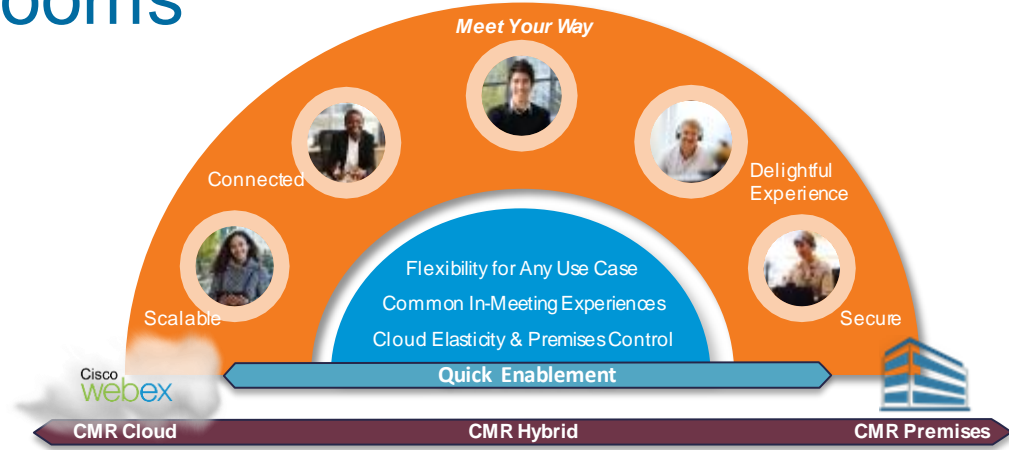 ooms
Meet Your Way
Connected
Delightful
Experience
Scalable
Secure
Flexibility for Any Use Case
Common In-Meeting Experiences
Cloud Elasticity & Premises Control
Cisco
webex
Quick Enablement
CMR Cloud
CMR Hybrid
CMR Premises